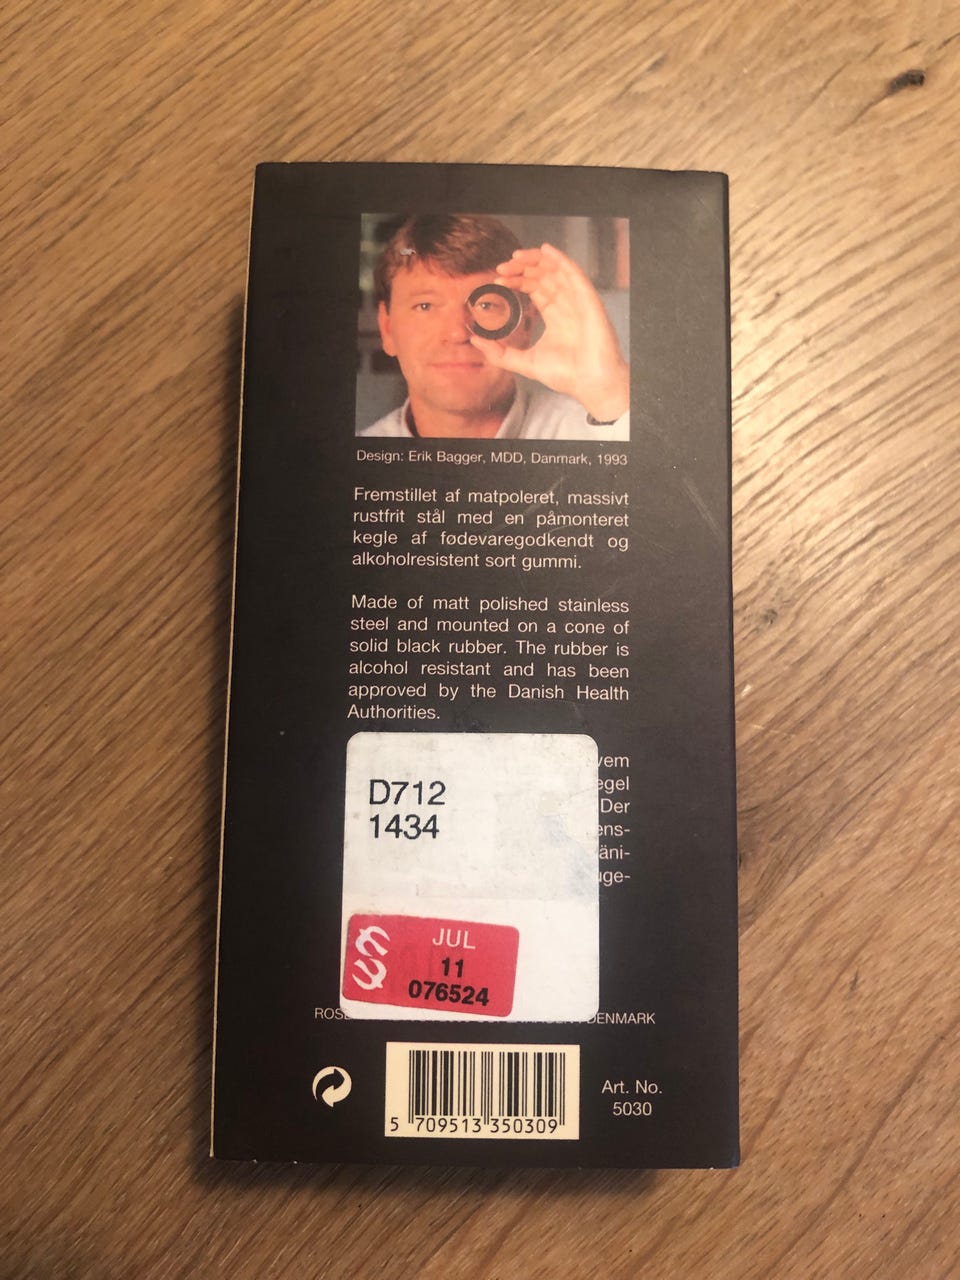 Design: Erik Bagger, MDD, Danmark, 1993
Fremstillet af matpoleret, massivt
rustfrit stål med en påmonteret
kegle af fødevaregodkendt og
alkoholresistent sort gummi.
Made of matt polished stainless
steel and mounted on a cone of
solid black rubber. The rubber is
alcohol resistant and has been
approved by the Danish Health
Authorities.
Der
D712
1434
JUL
11
076524
DENMARK
5 709513 350309
Art. No.
5030